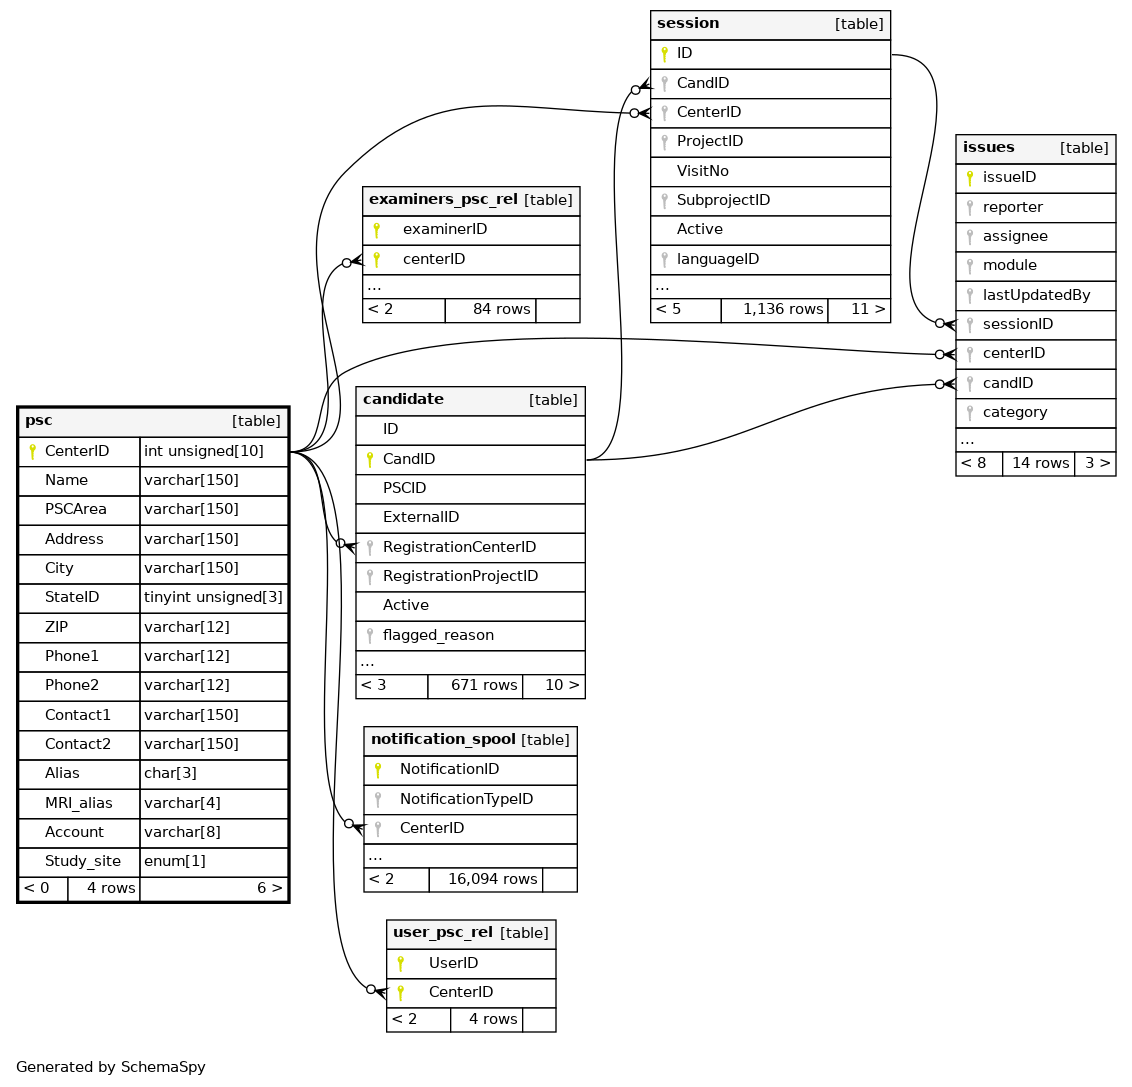 session [table]
ID
CandID
CenterID
ProjectID
VisitNo
SubprojectID
Active
languageID
...
< 5 1,136 rows 11 >
issues [table]
issueID
reporter
assignee
module
lastUpdatedBy
sessionID
centerID
candID
category
...
< 8 14 rows 3 >
examiners_psc_rel [table]
examinerID
centerID
...
< 2 84 rows
psc [table]
CenterID int unsigned[10]
Name varchar[150]
PSCArea varchar[150]
Address varchar[150]
City varchar[150]
StateID tinyint unsigned[3]
ZIP varchar[12]
Phone1 varchar[12]
Phone2 varchar[12]
Contact1 varchar[150]
Contact2 varchar[150]
Alias char[3]
MRI_alias varchar[4]
Account varchar[8]
Study_site enum[1]
< 0 4 rows 6 >
candidate [table]
ID
CandID
PSCID
ExternalID
RegistrationCenterID
RegistrationProjectID
Active
flagged_reason
...
< 3 671 rows 10 >
notification_spool [table]
NotificationID
NotificationTypeID
CenterID
...
< 2 16,094 rows
user_psc_rel [table]
UserID
CenterID
< 2 4 rows
Generated by SchemaSpy